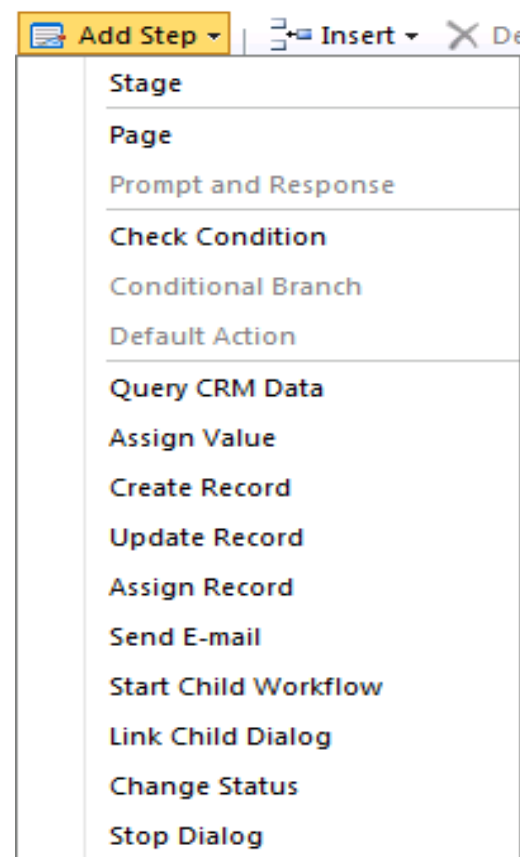 Add Step Insert De
Stage
Page
Prompt and Response
Check Condition
Conditional Branch
Default Action
Query CRM Data
Assign Value
Create Record
Update Record
Assign Record
Send E-mail
Start Child Workflow
Link Child Dialog
Change Status
Stop Dialog